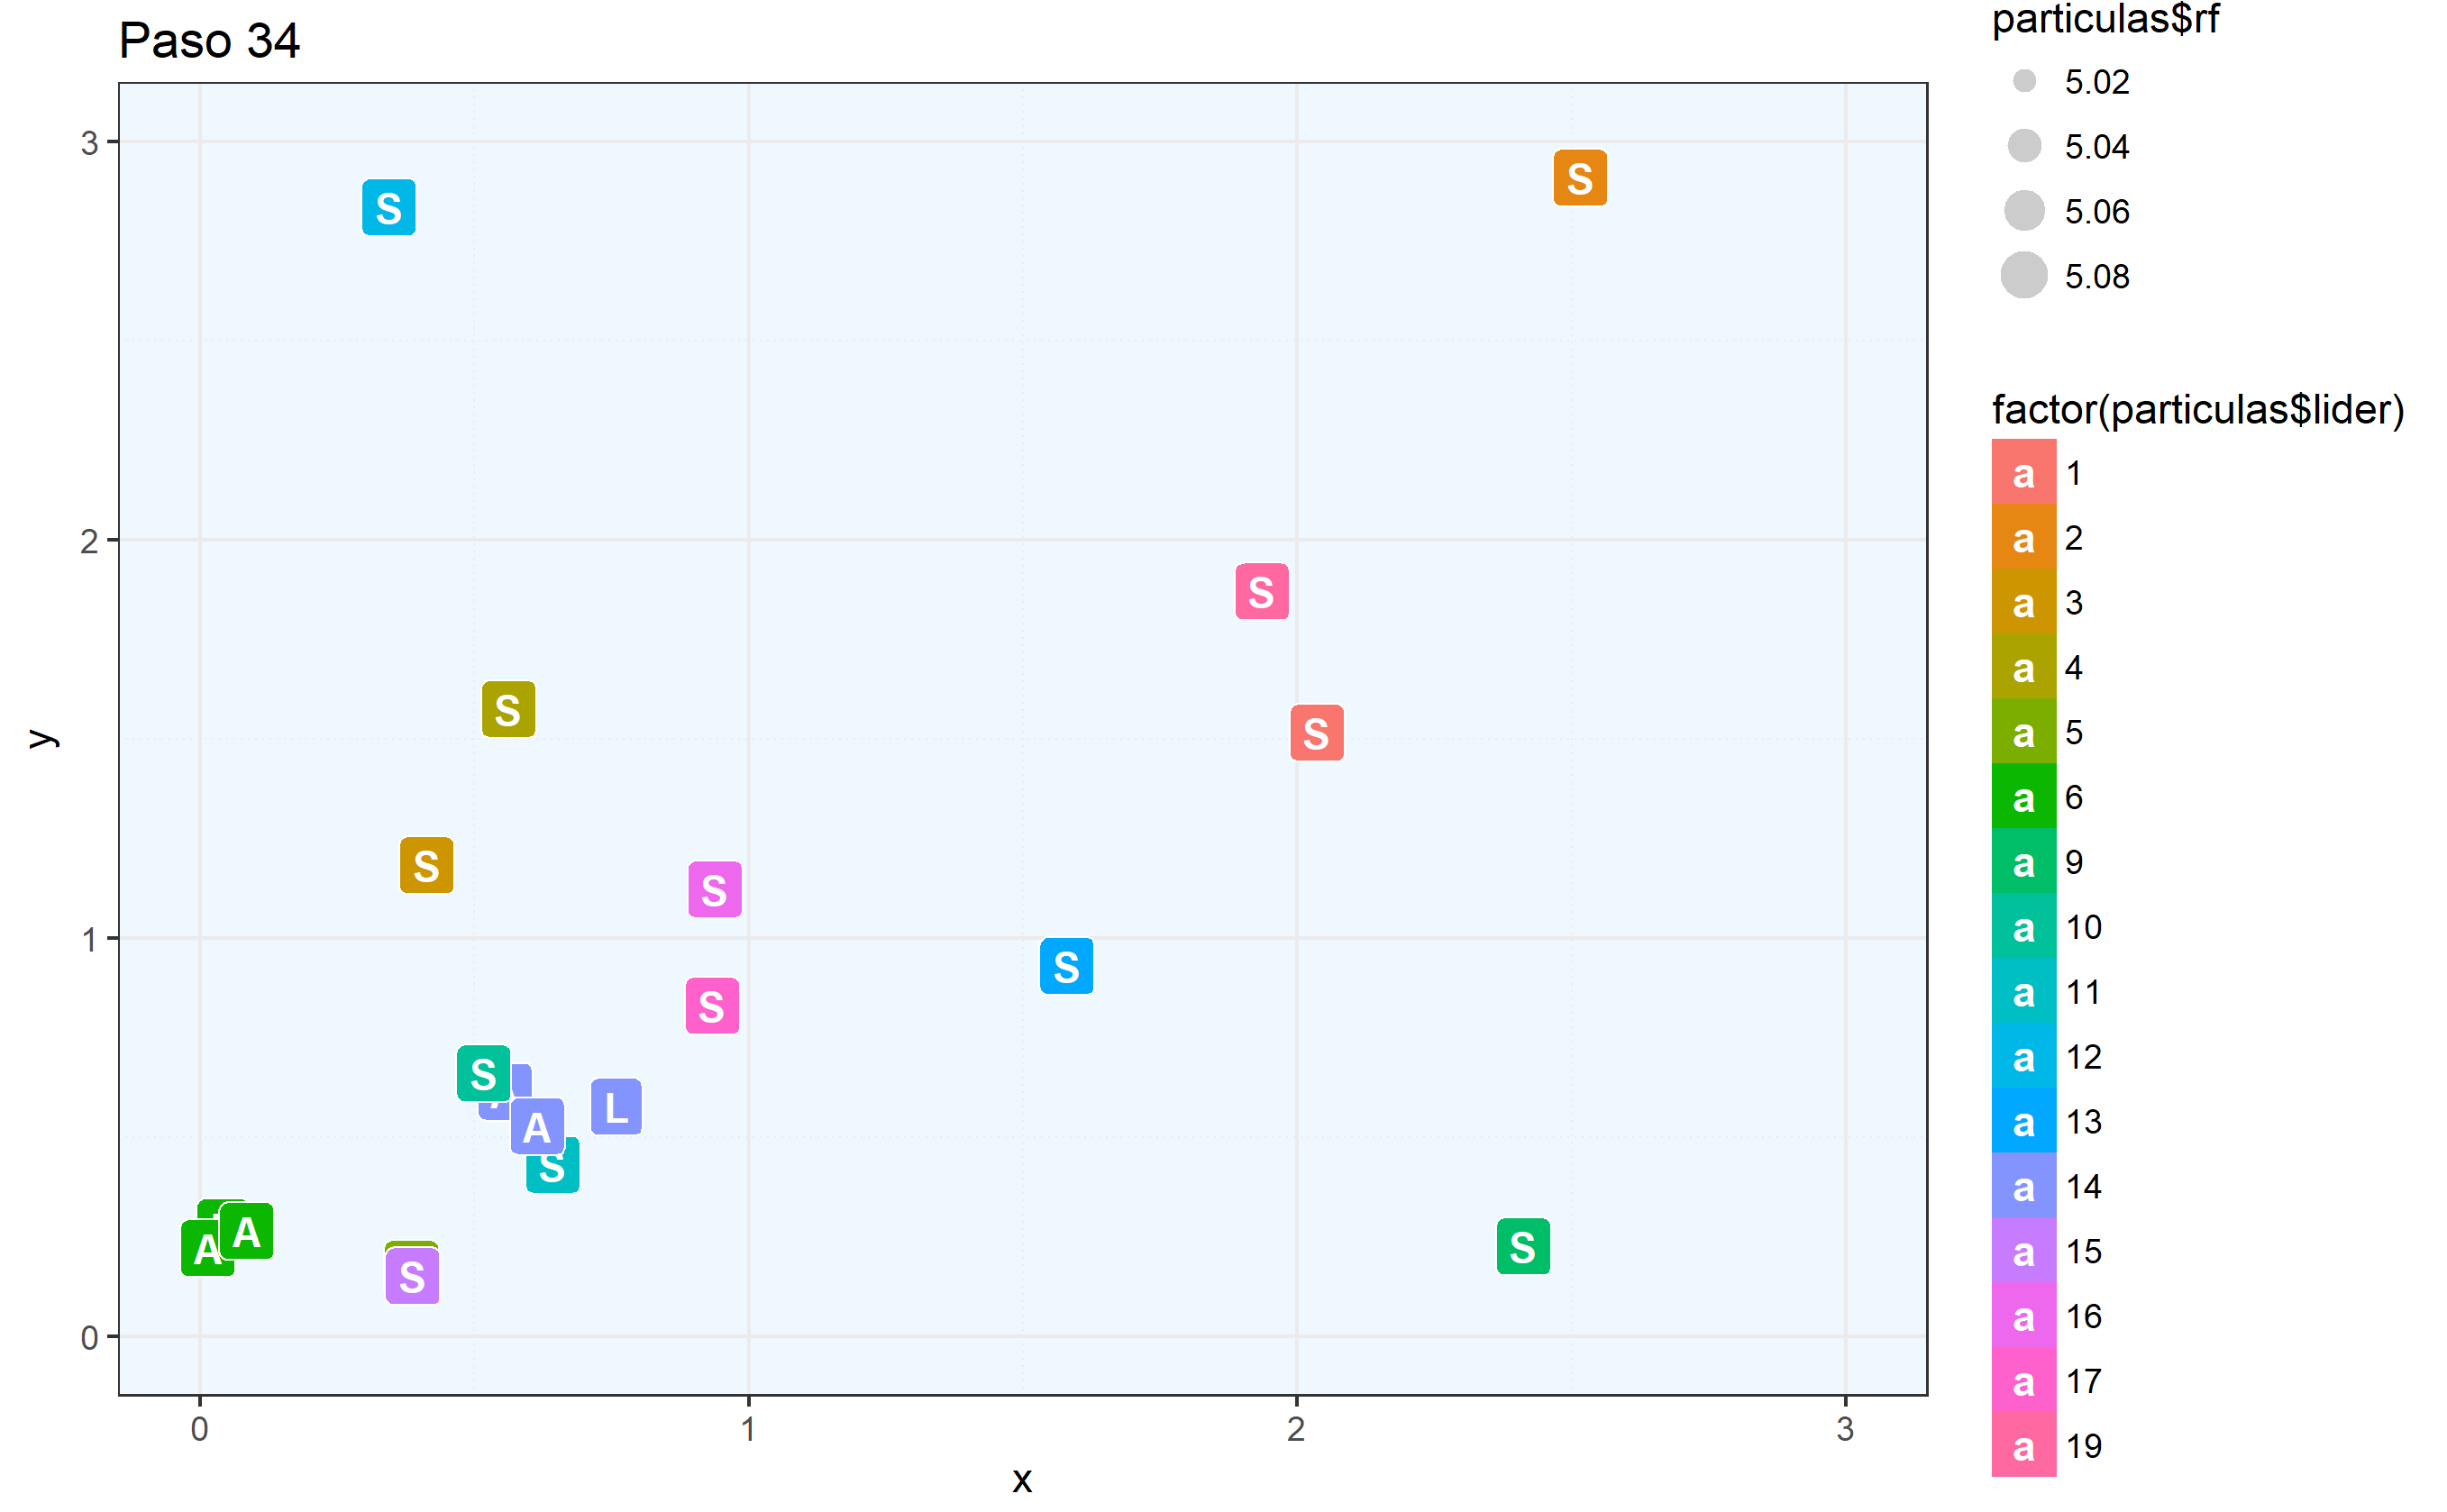 Paso 34
particulas$rf
5.02
5.04
5.06
5.08
factor(particulas$lider)
a 1
a 2
a 3
a 4
a 5
a 6
a 9
a 10
a 11
a 12
a 13
a 14
a 15
a 16
a 17
a 19
3
2
1
0
y
S
S
S
S
S
S
S
S
S
S
L
A
S
A
A
S
S
0
1
2
3
x